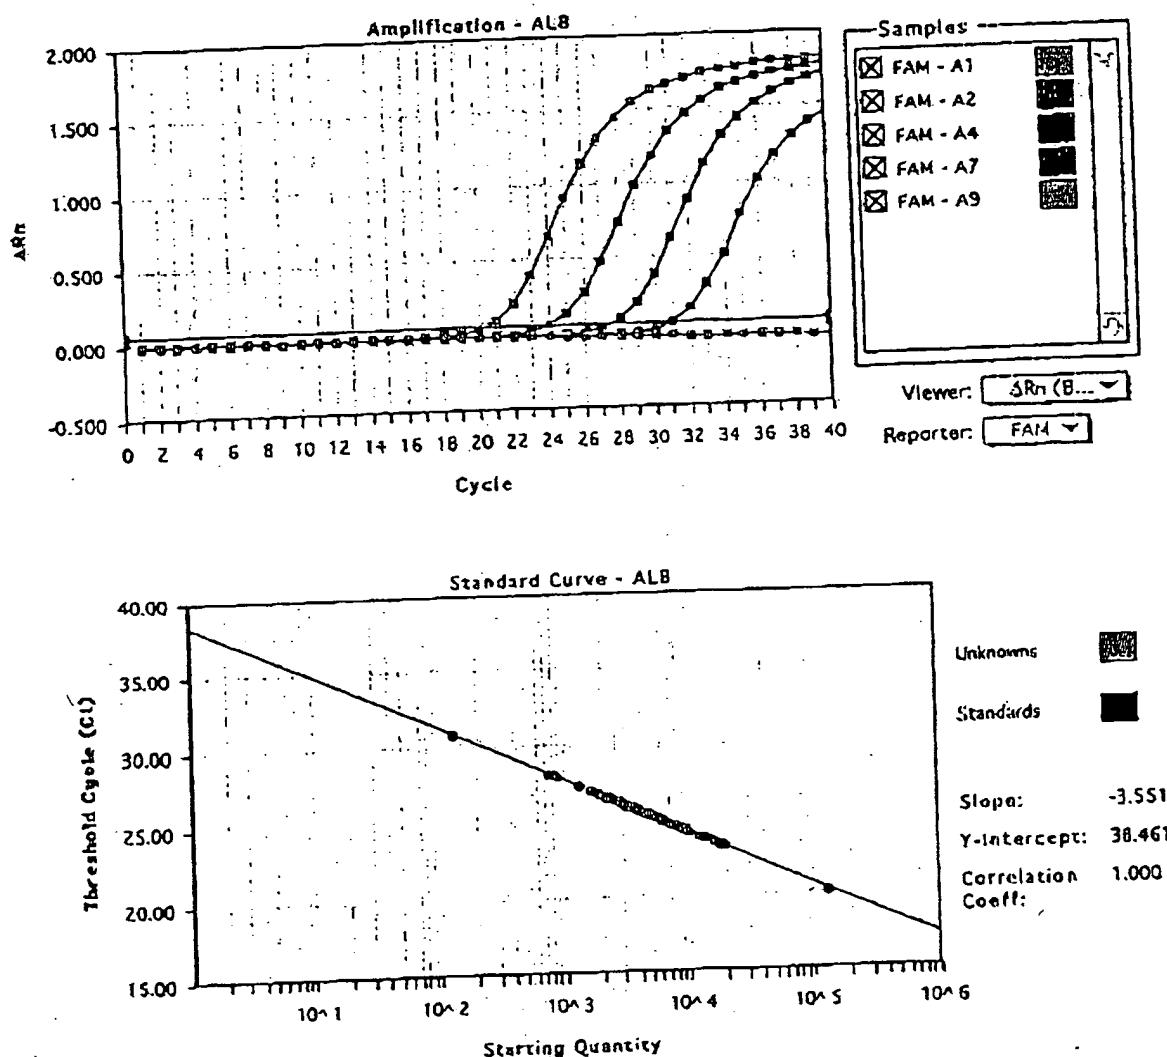 Amplification - ALB
2.000
1.500
1.000
0.500
0.000
-0.500
ΔRn
0 2 4 6 8 10 12 14 16 18 20 22 24 26 28 30 32 34 36 38 40
Cycle
Samples
FAM - A1
FAM - A2
FAM - A4
FAM - A7
FAM - A9
Viewer: ΔRn (B...
Reporter: FAM
Standard Curve - ALB
40.00
35.00
30.00
25.00
20.00
15.00
Threshold Cycle (Ct)
10^1 10^2 10^3 10^4 10^5 10^6
Starting Quantity
Unknowns
Standards
Slope: -3.551
Y-Intercept: 38.461
Correlation 1.000
Coeff: